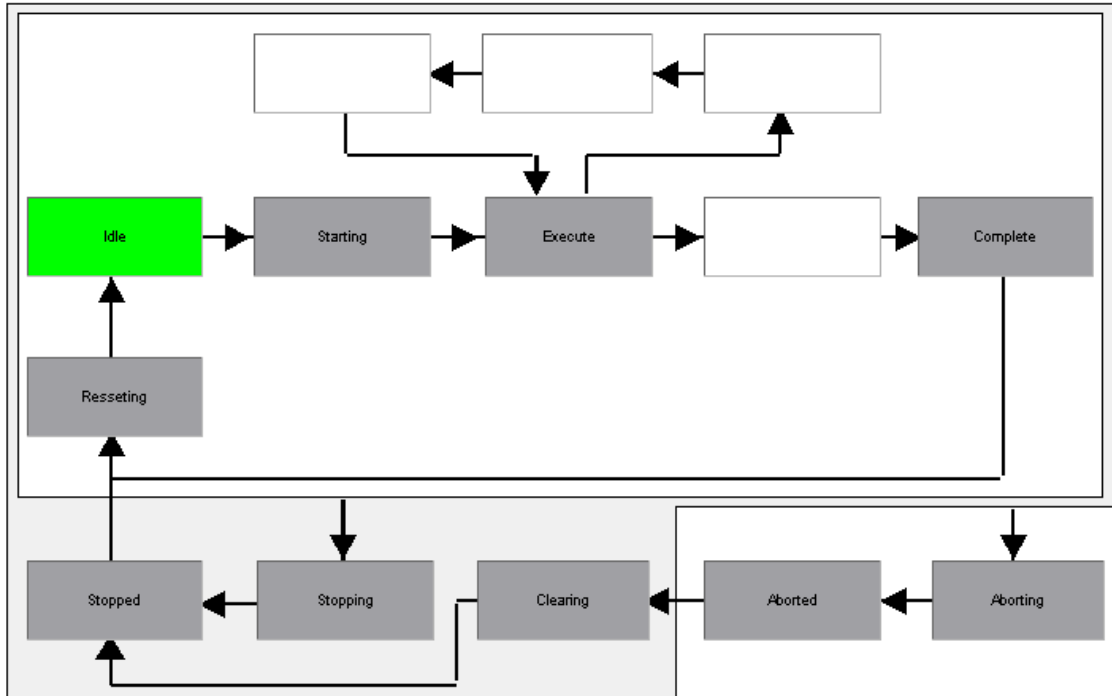 Idle
Starting
Execute
Complete
Resseting
Stopped
Stopping
Clearing
Aborted
Aborting